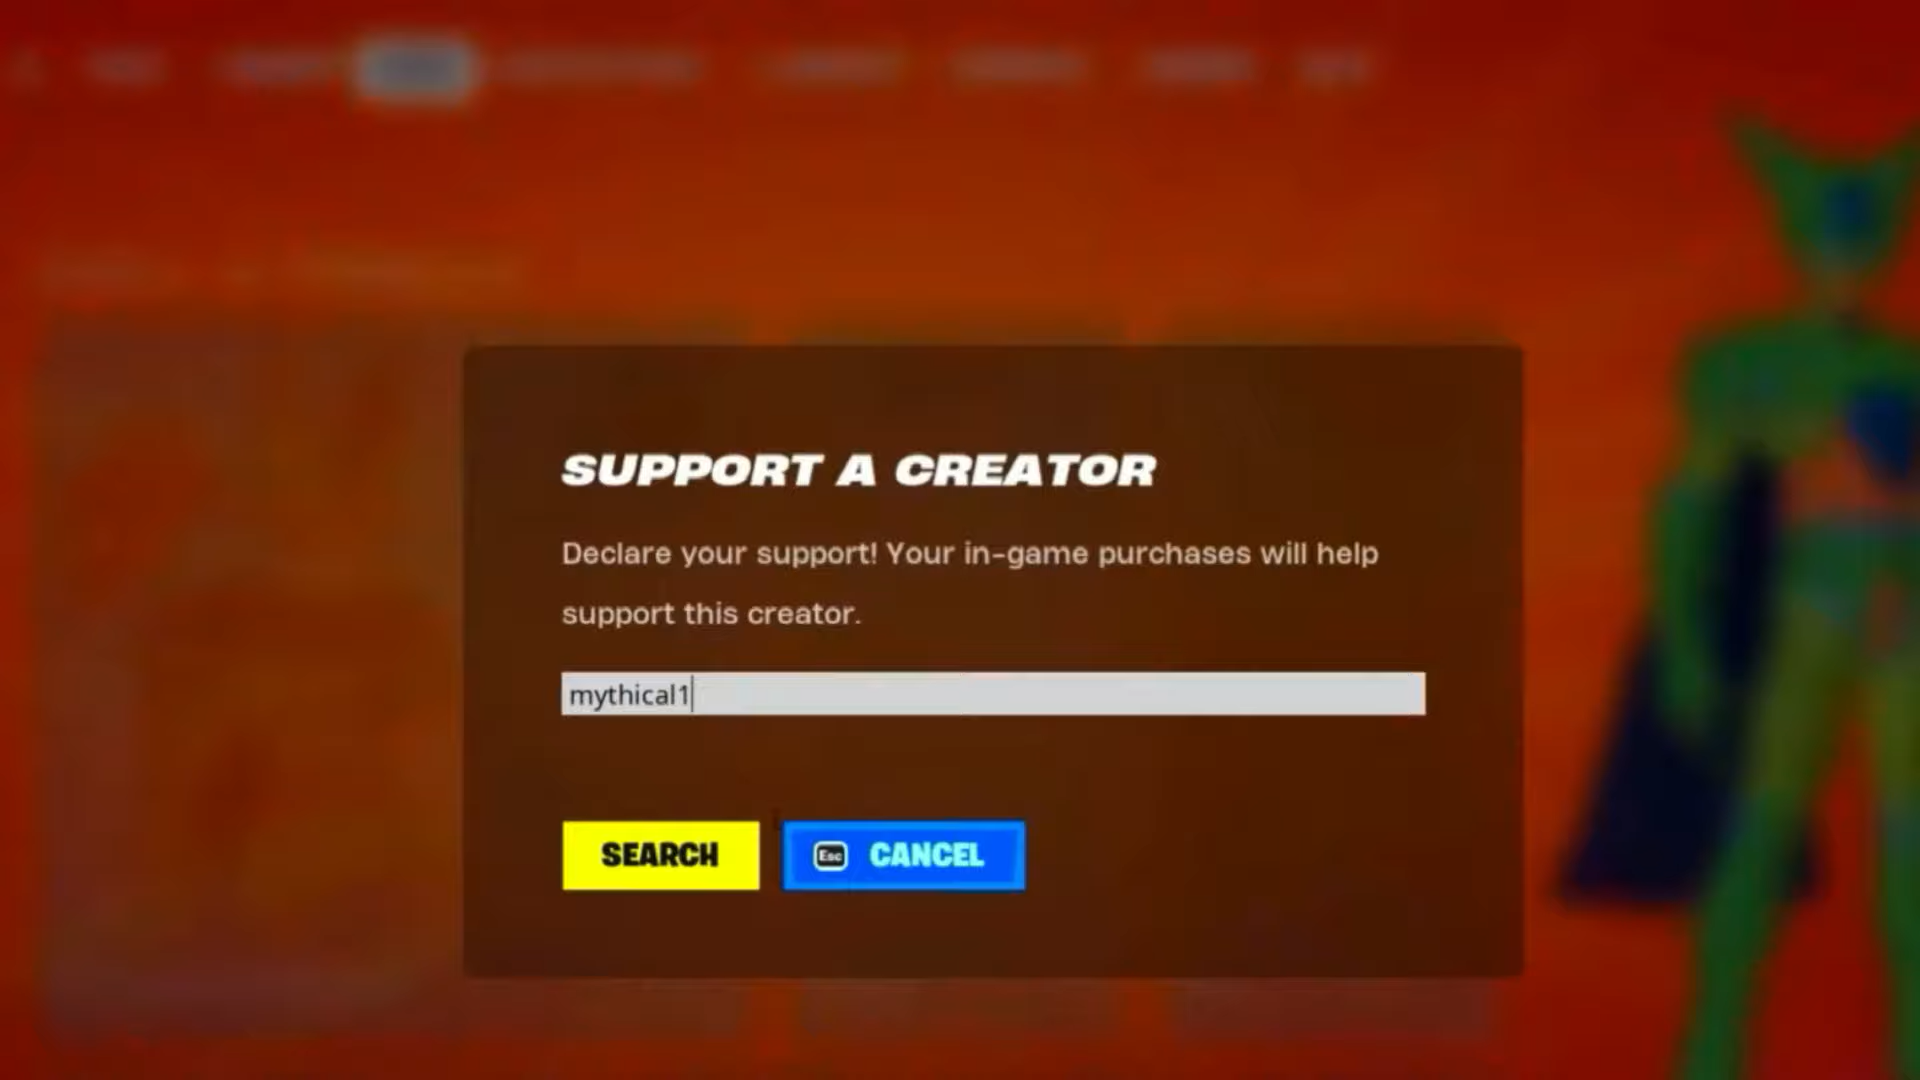 SUPPORT A CREATOR
Declare your support! Your in-game purchases will help
support this creator.
mythical1
SEARCH
Esc CANCEL